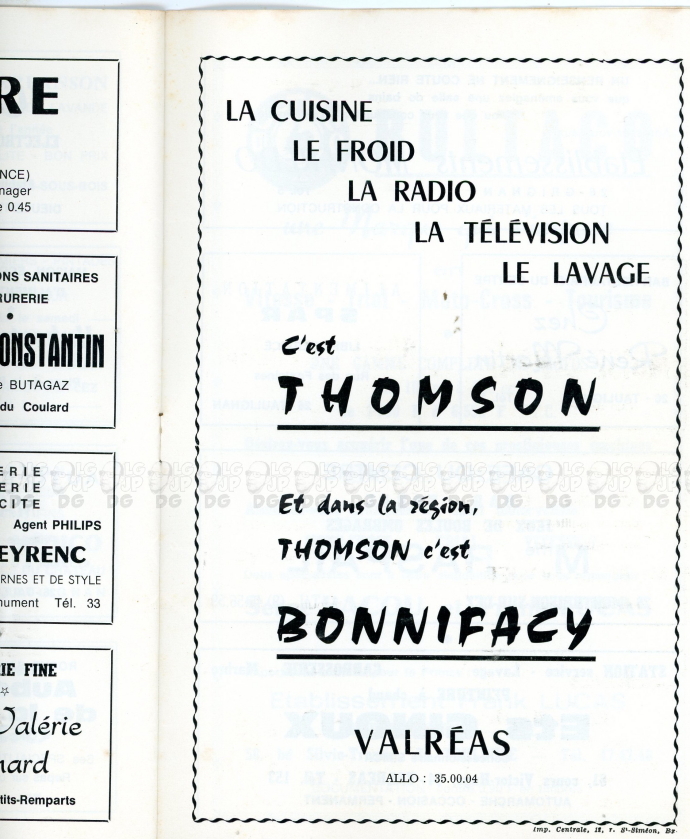 RE
NCE)
nager
e 0.45
ONS SANITAIRES
RURERIE
ONSTANTIN
e BUTAGAZ
du Coulard
ERIE
ERIE
CITE
Agent PHILIPS
EYRENC
RNES ET DE STYLE
nument Tél. 33
IE FINE
Valérie
nard
tits-Remparts
LA CUISINE
LE FROID
LA RADIO
LA TÉLÉVISION
LE LAVAGE
C'est
THOMSON
Et dans la région,
THOMSON c'est
BONNIFACY
VALRÉAS
ALLO : 35.00.04
Imp. Centrale, 12, r. St-Siméon, Bx